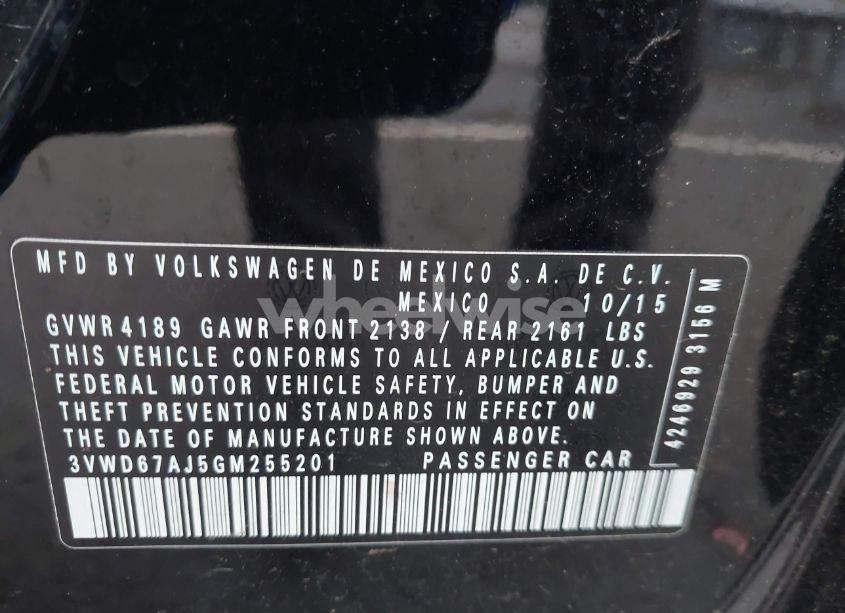 MFD BY VOLKSWAGEN DE MEXICO S.A. DE C.V.
MEXICO 10/15
GVWR 4189 GAWR FRONT 2138 / REAR 2161 LBS
THIS VEHICLE CONFORMS TO ALL APPLICABLE U.S.
FEDERAL MOTOR VEHICLE SAFETY, BUMPER AND
THEFT PREVENTION STANDARDS IN EFFECT ON
THE DATE OF MANUFACTURE SHOWN ABOVE.
3VWD67AJ5GM255201 PASSENGER CAR
4246929 3156 M
wheelwise